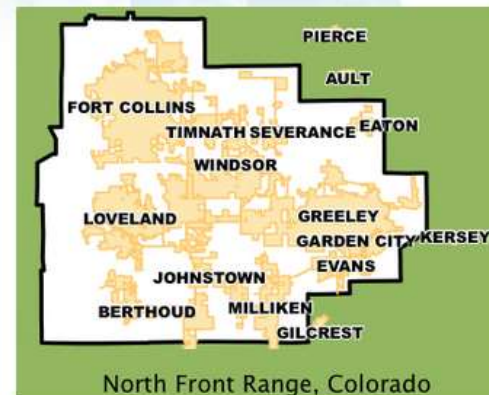 PIERCE
AULT
FORT COLLINS
TIMNATH SEVERANCE
EATON
WINDSOR
LOVELAND
GREELEY
GARDEN CITY
KERSEY
EVANS
JOHNSTOWN
BERTHOUD
MILLIKEN
GILCREST
North Front Range, Colorado